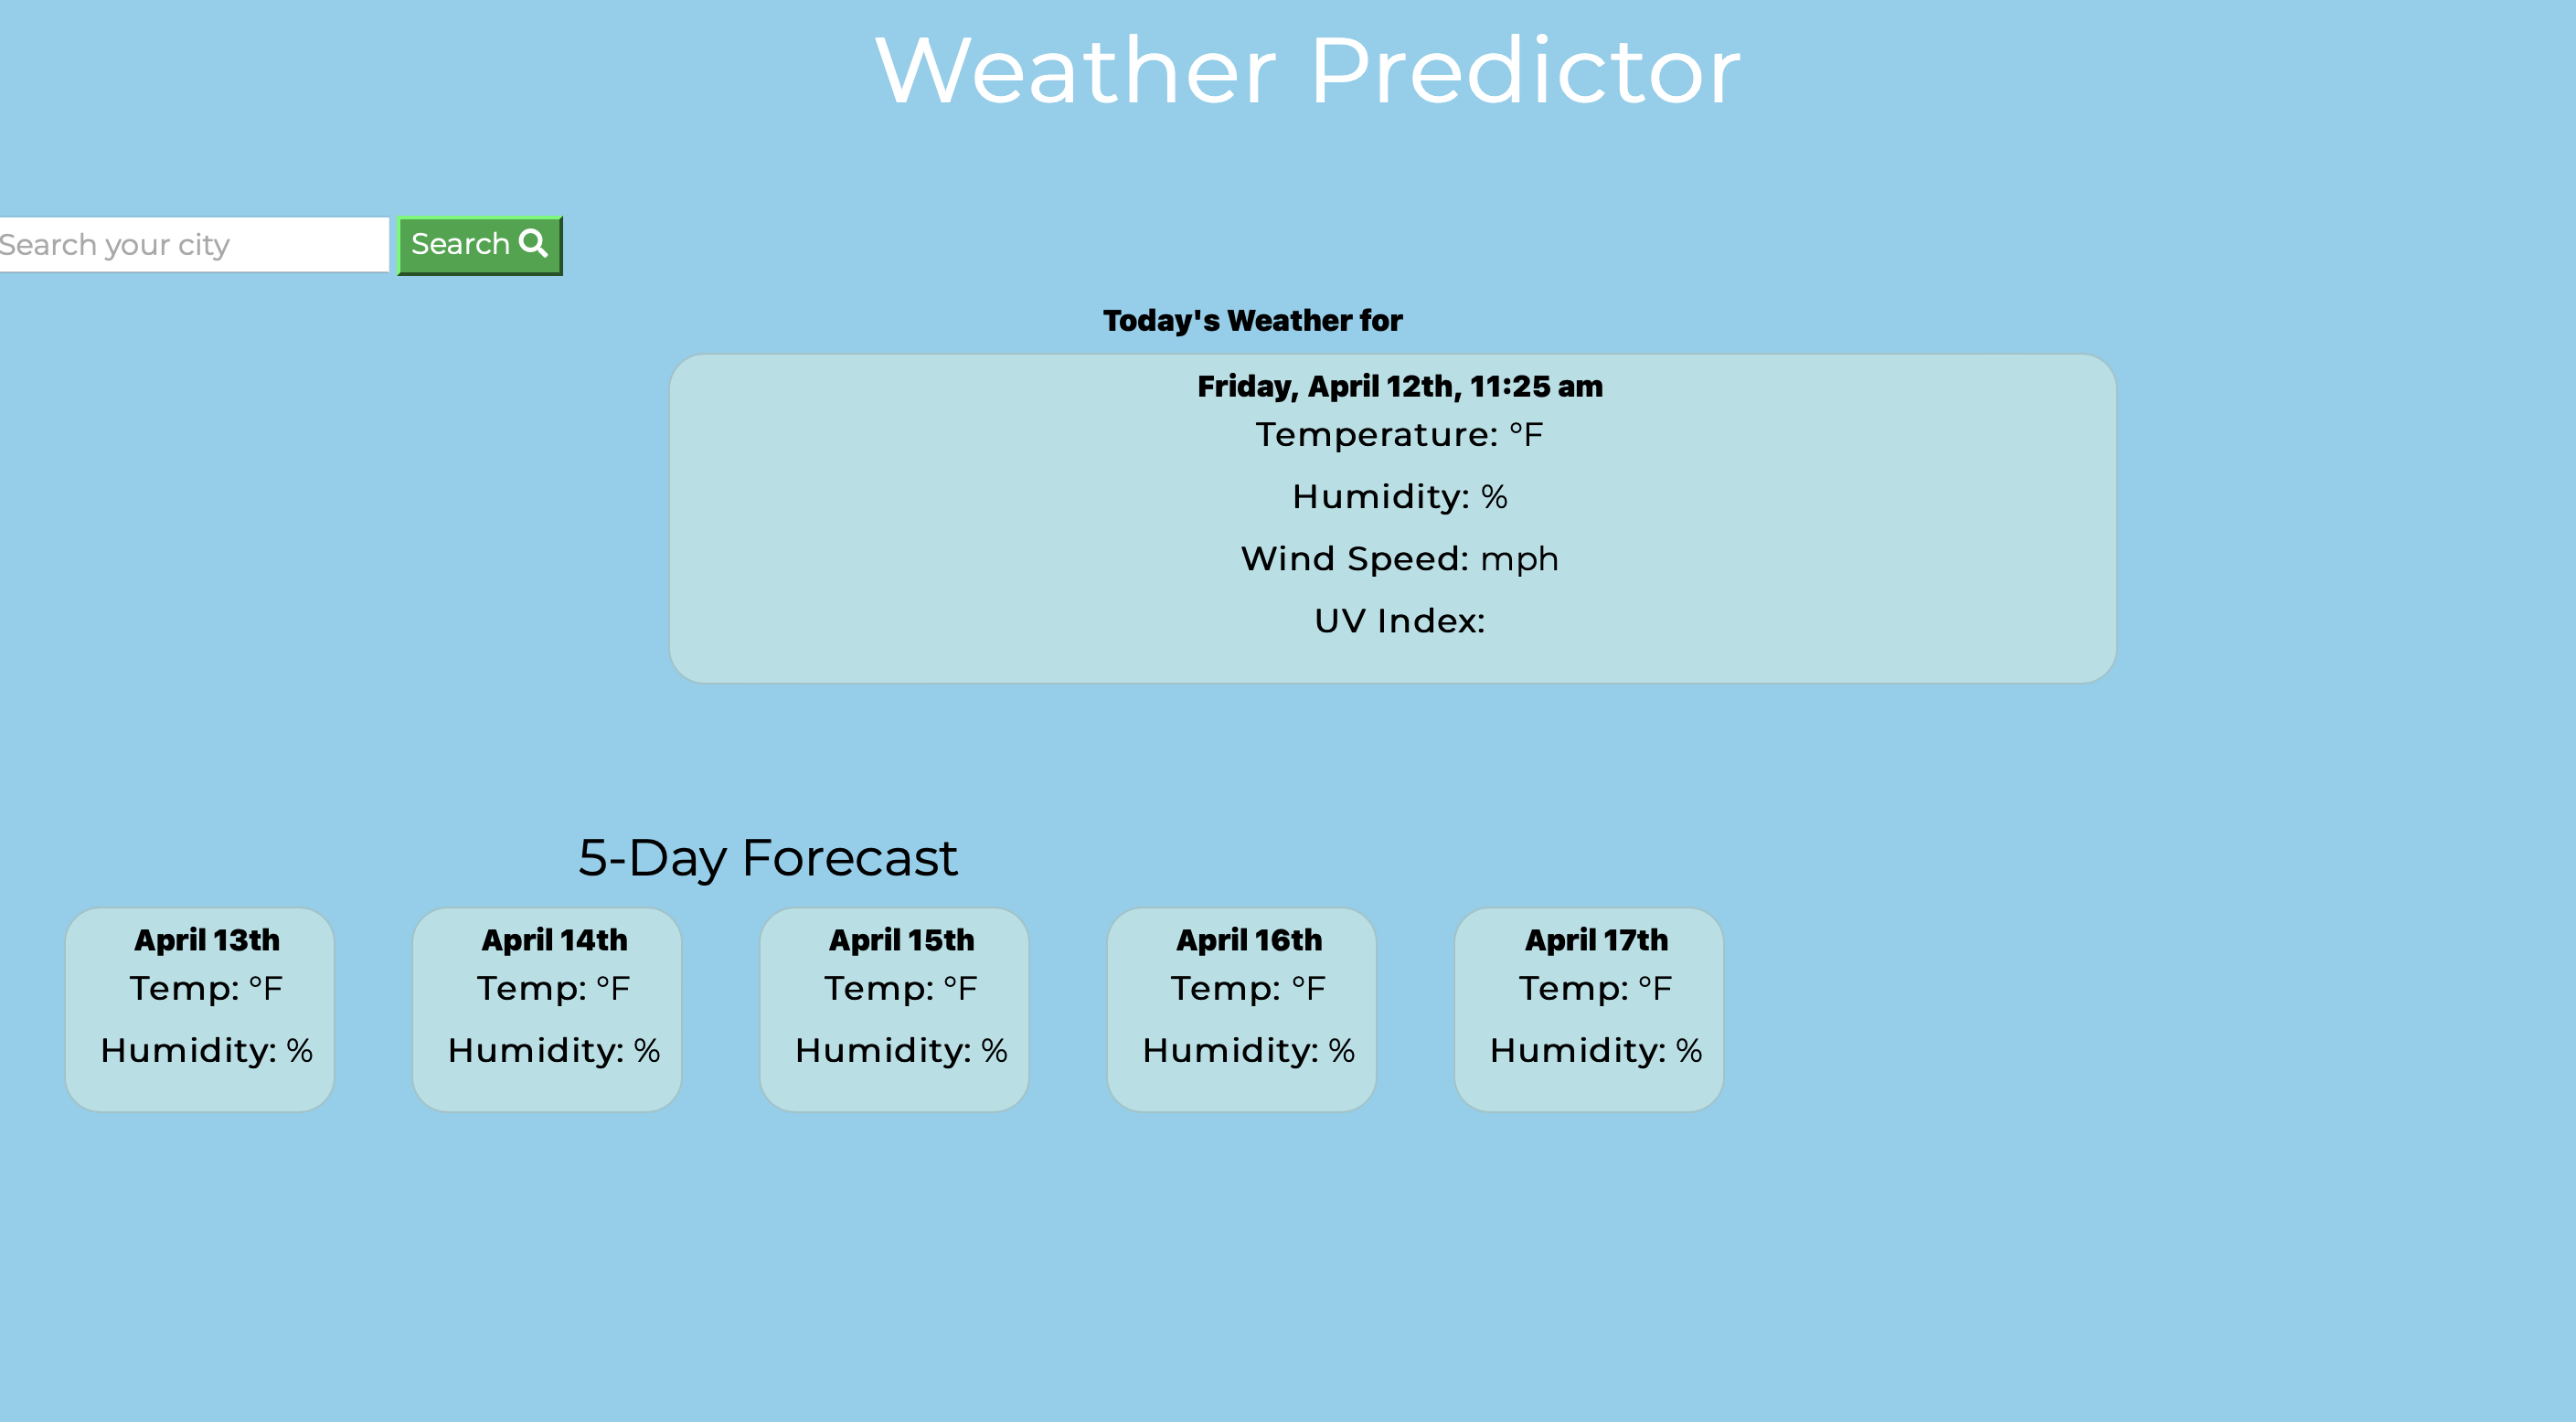 Weather Predictor
Search your city
Search
Today's Weather for
Friday, April 12th, 11:25 am
Temperature: °F
Humidity: %
Wind Speed: mph
UV Index:
5-Day Forecast
April 13th
Temp: °F
Humidity: %
April 14th
Temp: °F
Humidity: %
April 15th
Temp: °F
Humidity: %
April 16th
Temp: °F
Humidity: %
April 17th
Temp: °F
Humidity: %